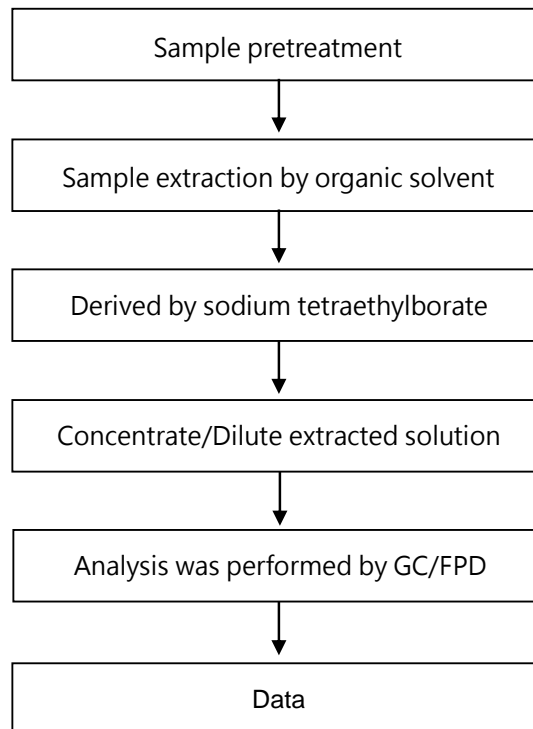 Sample pretreatment
Sample extraction by organic solvent
Derived by sodium tetraethylborate
Concentrate/Dilute extracted solution
Analysis was performed by GC/FPD
Data